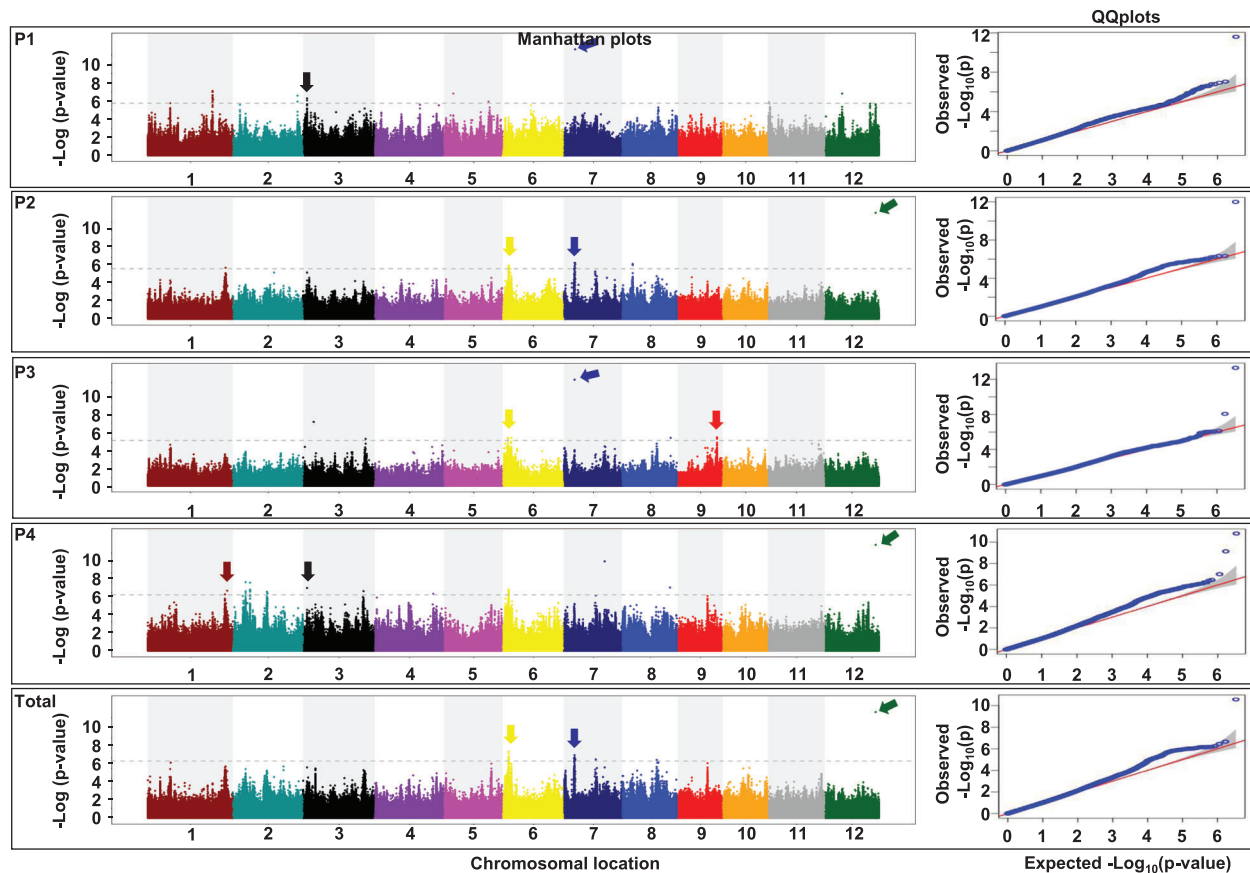 QQplots
P1
Manhattan plots
-Log (p-value)
10
8
6
4
2
0
1 2 3 4 5 6 7 8 9 10 11 12
Observed
-Log10(p)
12
8
4
0
0 1 2 3 4 5 6
P2
-Log (p-value)
10
8
6
4
2
0
1 2 3 4 5 6 7 8 9 10 11 12
Observed
-Log10(p)
12
8
4
0
0 1 2 3 4 5 6
P3
-Log (p-value)
10
8
6
4
2
0
1 2 3 4 5 6 7 8 9 10 11 12
Observed
-Log10(p)
12
8
4
0
0 1 2 3 4 5 6
P4
-Log (p-value)
10
8
6
4
2
0
1 2 3 4 5 6 7 8 9 10 11 12
Observed
-Log10(p)
10
8
6
4
2
0
0 1 2 3 4 5 6
Total
-Log (p-value)
10
8
6
4
2
0
1 2 3 4 5 6 7 8 9 10 11 12
Observed
-Log10(p)
10
8
6
4
2
0
0 1 2 3 4 5 6
Chromosomal location
Expected -Log10(p-value)